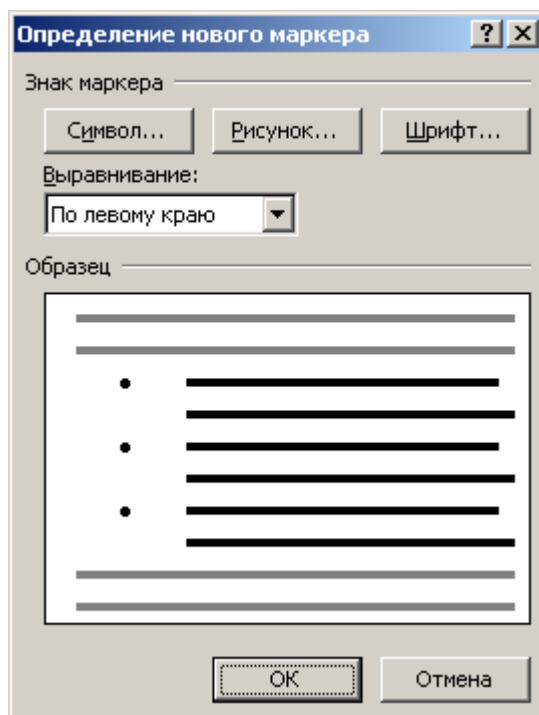 Определение нового маркера
Знак маркера
Символ... Рисунок... Шрифт...
Выравнивание:
По левому краю
Образец
ОК Отмена